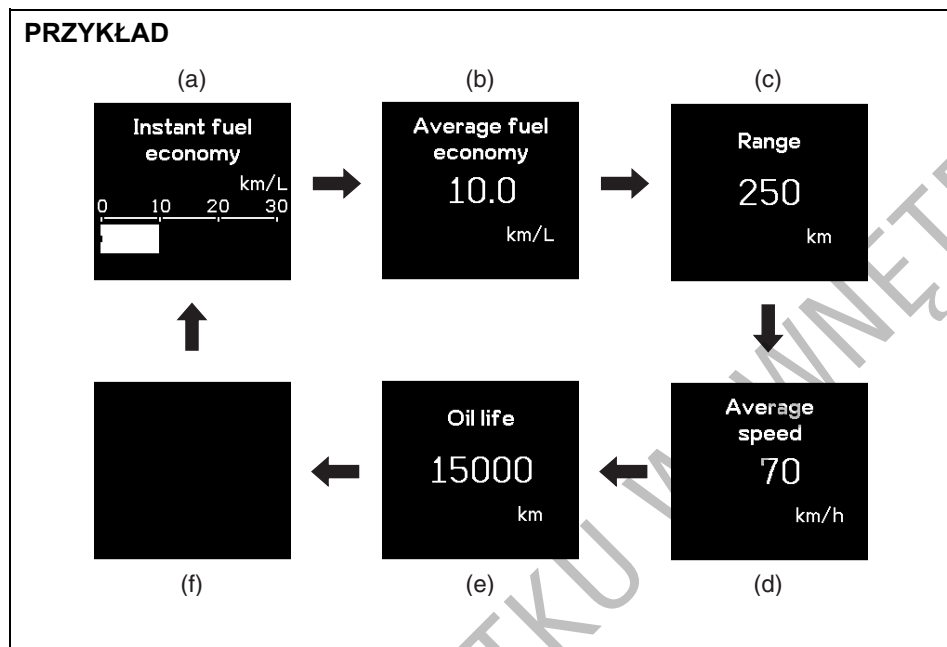 PRZYKŁAD
(a)
(b)
(c)
Instant fuel
economy
km/L
0 10 20 30
Average fuel
economy
10.0
km/L
Range
250
km
Oil life
15000
km
Average
speed
70
km/h
(f)
(e)
(d)